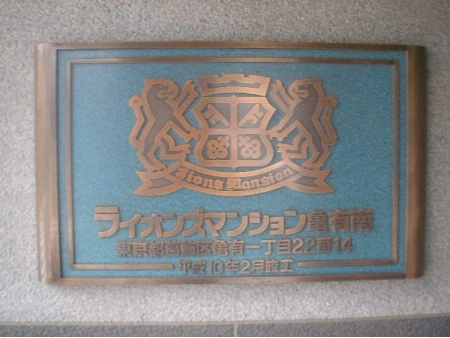 Lions Mansion
ライオンズマンション亀有南
東京都葛飾区亀有一丁目22番14
平成10年2月竣工